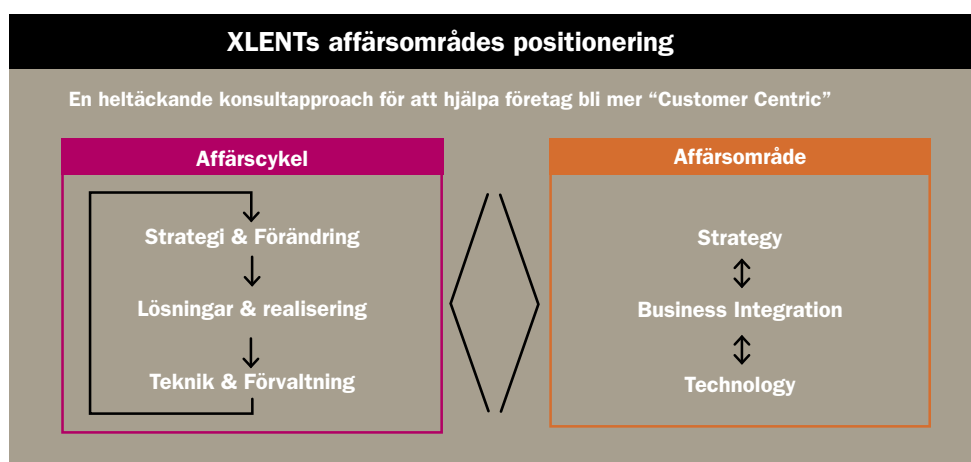 XLENTs affärsområdes positionering
En heltäckande konsultapproach för att hjälpa företag bli mer “Customer Centric”
Affärscykel
Strategi & Förändring
Lösningar & realisering
Teknik & Förvaltning
Affärsområde
Strategy
Business Integration
Technology